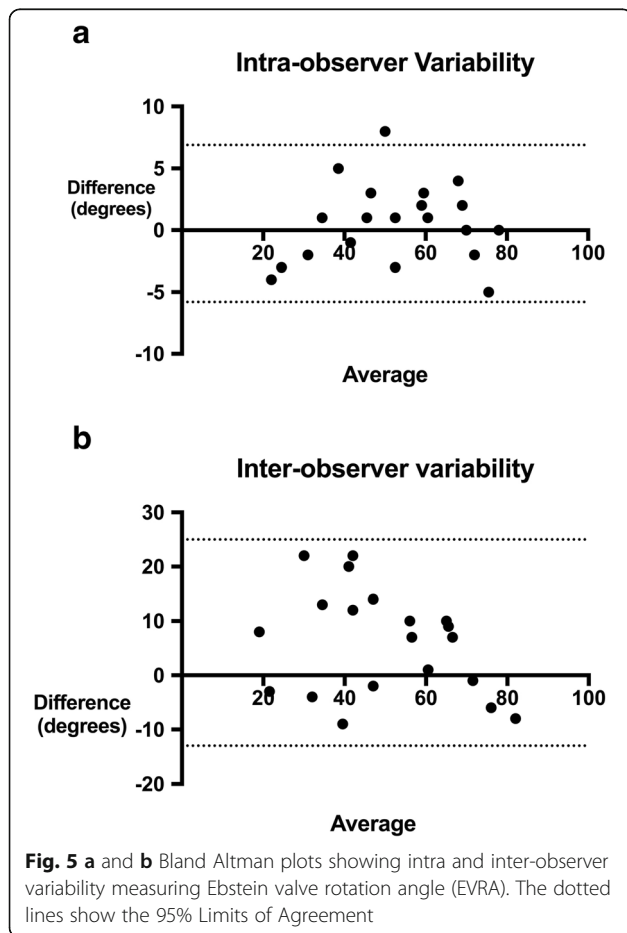 a
Intra-observer Variability
10
5
Difference
(degrees)
0
20 40 60 80 100
-5
-10
Average
b
Inter-observer variability
30
20
10
0
20 40 60 80 100
Difference
(degrees)
-10
-20
Average
Fig. 5 a and b Bland Altman plots showing intra and inter-observer
variability measuring Ebstein valve rotation angle (EVRA). The dotted
lines show the 95% Limits of Agreement